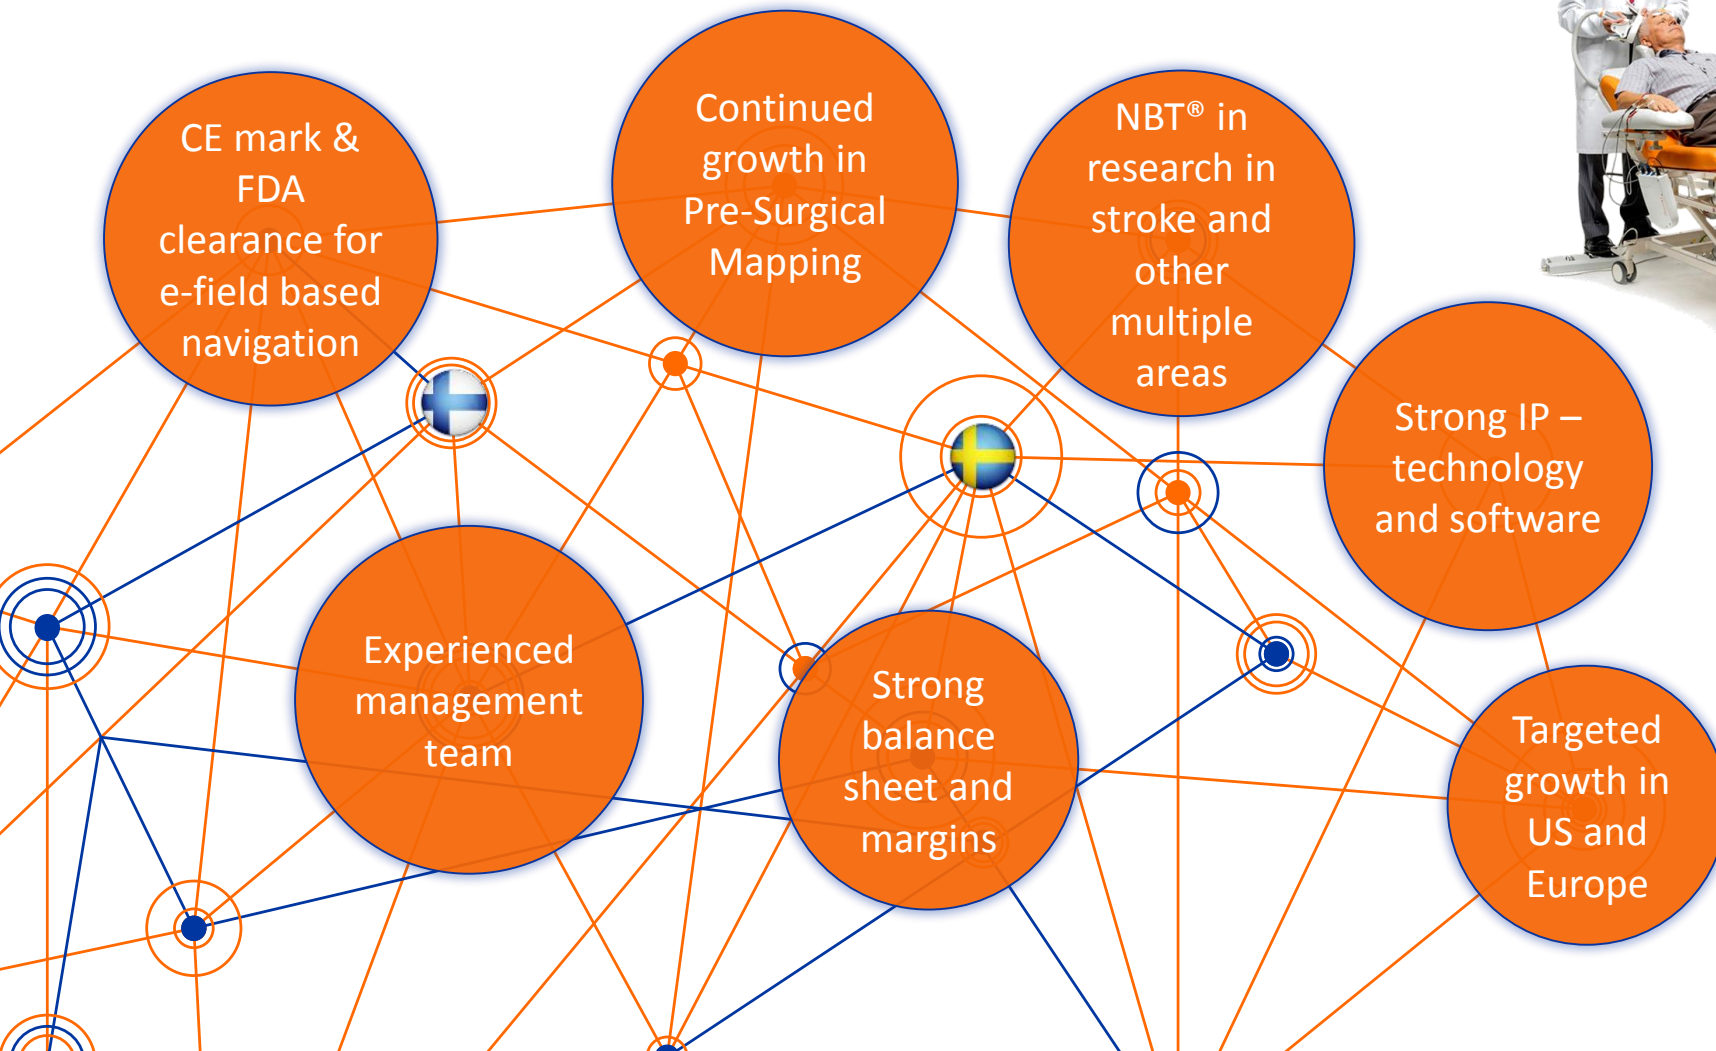 CE mark &
FDA
clearance for
e-field based
navigation
Continued
growth in
Pre-Surgical
Mapping
NBT® in
research in
stroke and
other
multiple
areas
Strong IP –
technology
and software
Experienced
management
team
Strong
balance
sheet and
margins
Targeted
growth in
US and
Europe